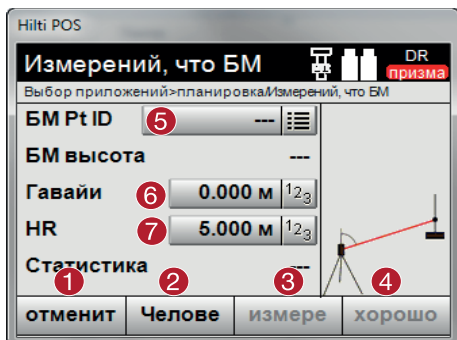 Hilti POS
Измерений, что БМ
DR
призма
Выбор приложений>планировка/Измерений, что БМ
БМ Pt ID 5 ---
БМ высота ---
Гавайи 6 0.000 м 123
HR 7 5.000 м 123
Статистика ---
1 2 3 4
отменит Челове измере хорошо